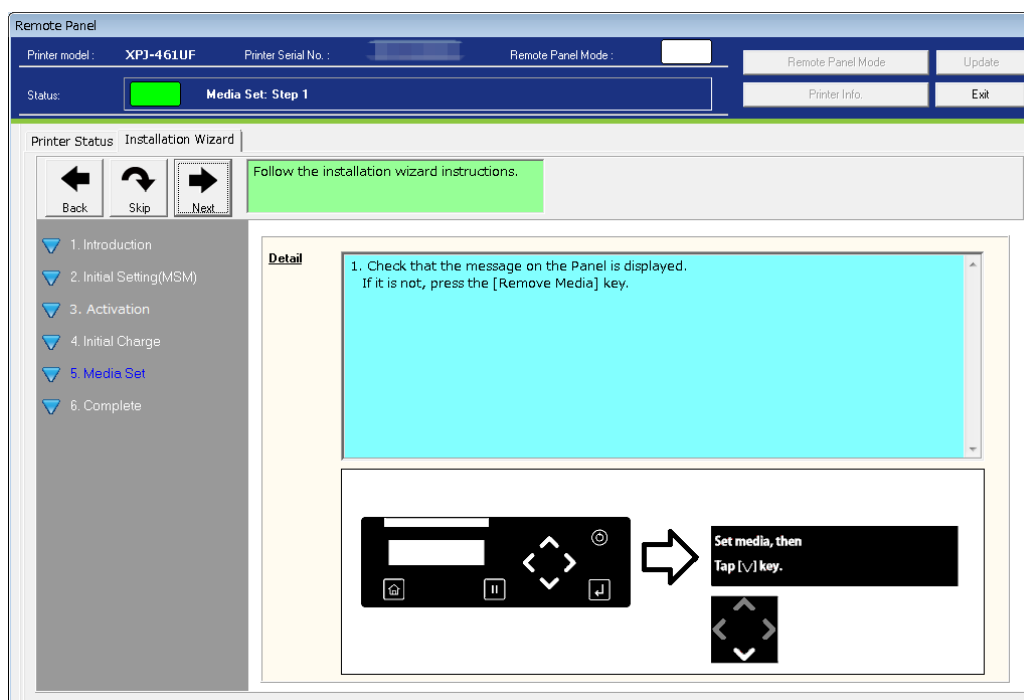 Remote Panel
Printer model : XPJ-461UF Printer Serial No. : Remote Panel Mode :
Remote Panel Mode Update
Status: Media Set: Step 1
Printer Info. Exit
Printer Status Installation Wizard
Back Skip Next
Follow the installation wizard instructions.
1. Introduction
2. Initial Setting(MSM)
3. Activation
4. Initial Charge
5. Media Set
6. Complete
Detail
1. Check that the message on the Panel is displayed.
If it is not, press the [Remove Media] key.
Set media, then
Tap [∨] key.